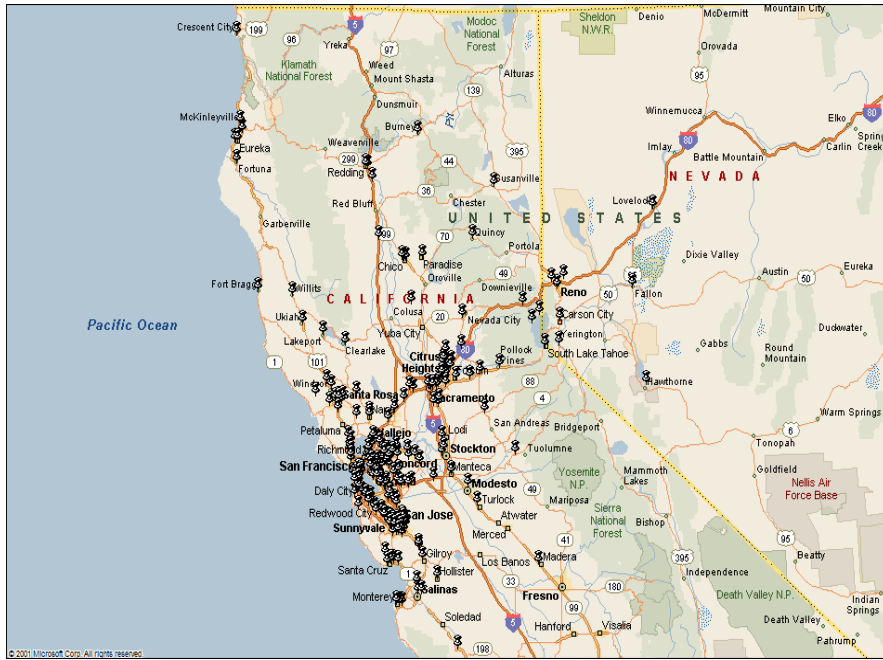 Crescent City
199
5
Modoc
National
Forest
Sheldon
N.W.R.
Denio
McDermitt
Mountain City
96
Yreka
97
Orovada
Klamath
National Forest
Weed
Mount Shasta
Alturas
95
Dunsmuir
139
Winnemucca
McKinleyville
Burney
Elko
80
Eureka
Weaverville
395
Imlay
80
Carlin
Spring
Creek
Fortuna
299
Redding
44
Battle Mountain
Susanville
NEVADA
36
Chester
Lovelock
Red Bluff
UNITED STATES
Garberville
99
70
Quincy
Portola
Dixie Valley
Chico
Paradise
Oroville
49
Austin
Eureka
Fort Bragg
Willits
Downieville
Reno
50
Fallon
50
CALIFORNIA
Colusa
20
Nevada City
Carson City
Pacific Ocean
Ukiah
Yuba City
Yerington
Duckwater
Lakeport
Clearlake
80
Citrus
Heights
Pollock
Pines
South Lake Tahoe
Gabbs
Round
Mountain
1
101
Windsor
Santa Rosa
88
Hawthorne
Sacramento
4
Warm Springs
Petaluma
5
Lodi
San Andreas
Bridgeport
6
Vallejo
Tonopah
Richmond
Stockton
Tuolumne
San Francisco
Concord
Manteca
Yosemite
N.P.
Mammoth
Lakes
Goldfield
Daly City
Modesto
49
Nellis Air
Force Base
Redwood City
Turlock
Mariposa
San Jose
Atwater
Sierra
National
Forest
Bishop
Sunnyvale
Merced
95
41
Gilroy
Los Banos
Madera
395
Beatty
Santa Cruz
1
Hollister
33
180
Independence
Salinas
Fresno
Death Valley N.P.
Indian
Springs
Monterey
99
Soledad
5
Hanford
Visalia
Death Valley
198
Pahrump
© 2001 Microsoft Corp. All rights reserved.